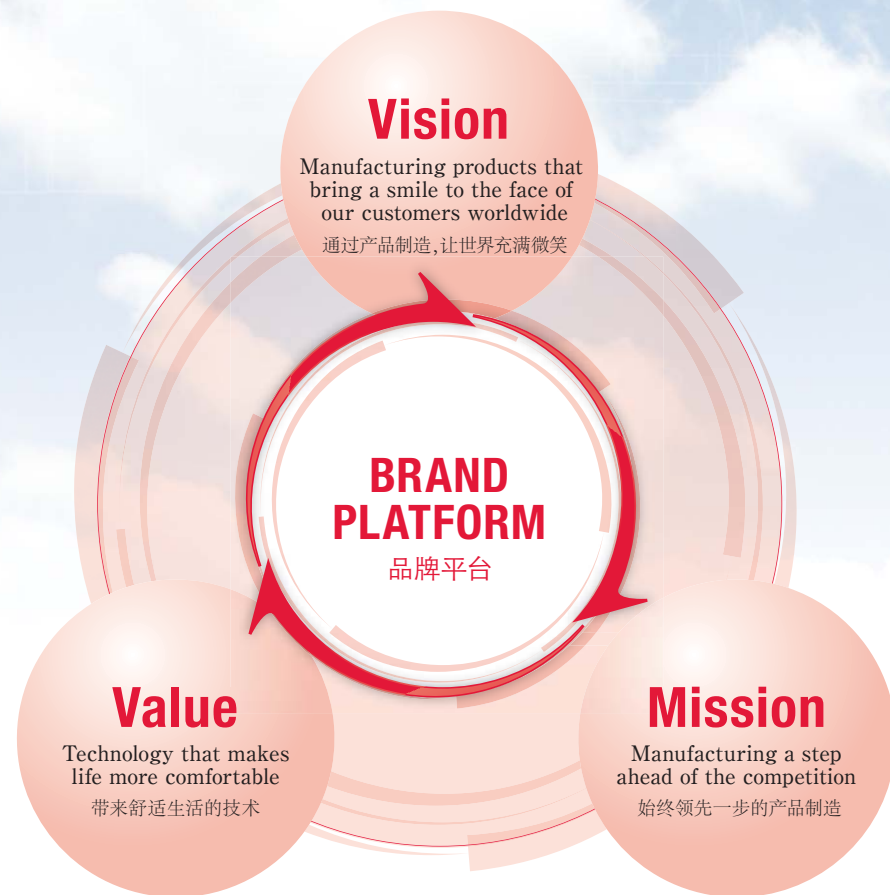 Vision
Manufacturing products that
bring a smile to the face of
our customers worldwide
通过产品制造,让世界充满微笑
BRAND
PLATFORM
品牌平台
Value
Technology that makes
life more comfortable
带来舒适生活的技术
Mission
Manufacturing a step
ahead of the competition
始终领先一步的产品制造